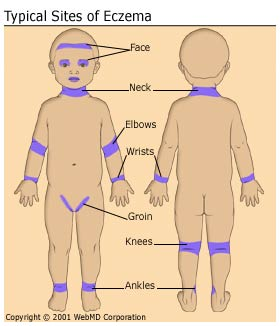 Typical Sites of Eczema
Face
Neck
Elbows
Wrists
Groin
Knees
Ankles
Copyright © 2001 WebMD Corporation